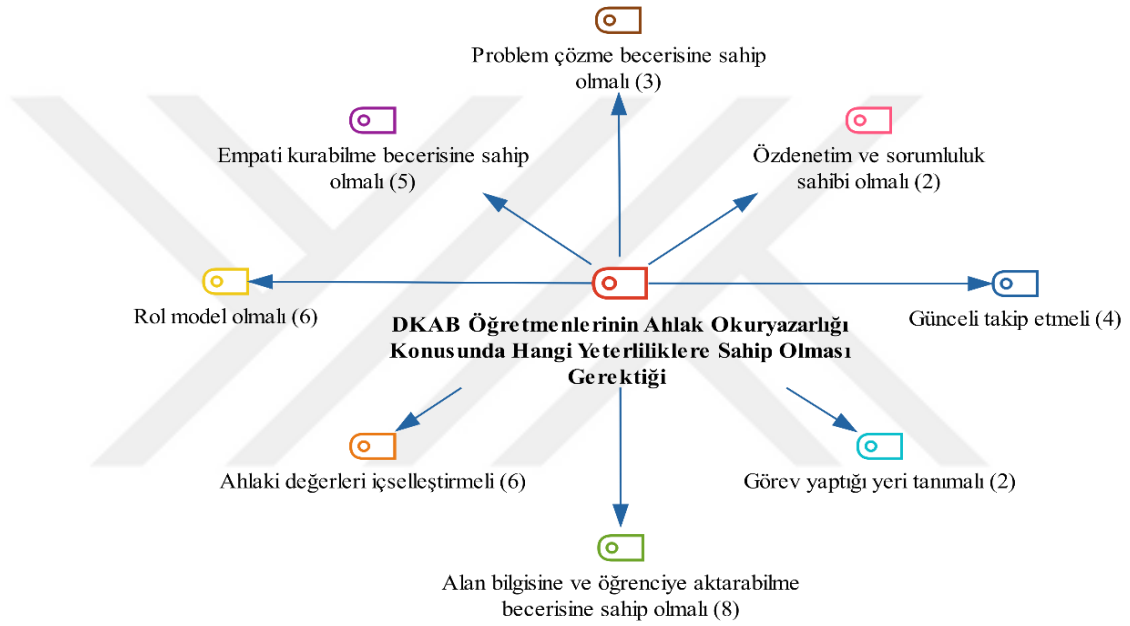 Problem çözme becerisine sahip
olmalı (3)
Empati kurabilme becerisine sahip
olmalı (5)
Özdenetim ve sorumluluk
sahibi olmalı (2)
Rol model olmalı (6)
Günceli takip etmeli (4)
DKAB Öğretmenlerinin Ahlak Okuryazarlığı
Konusunda Hangi Yeterliliklere Sahip Olması
Gerektiği
Ahlaki değerleri içselleştirmeli (6)
Görev yaptığı yeri tanımalı (2)
Alan bilgisine ve öğrenciye aktarabilme
becerisine sahip olmalı (8)